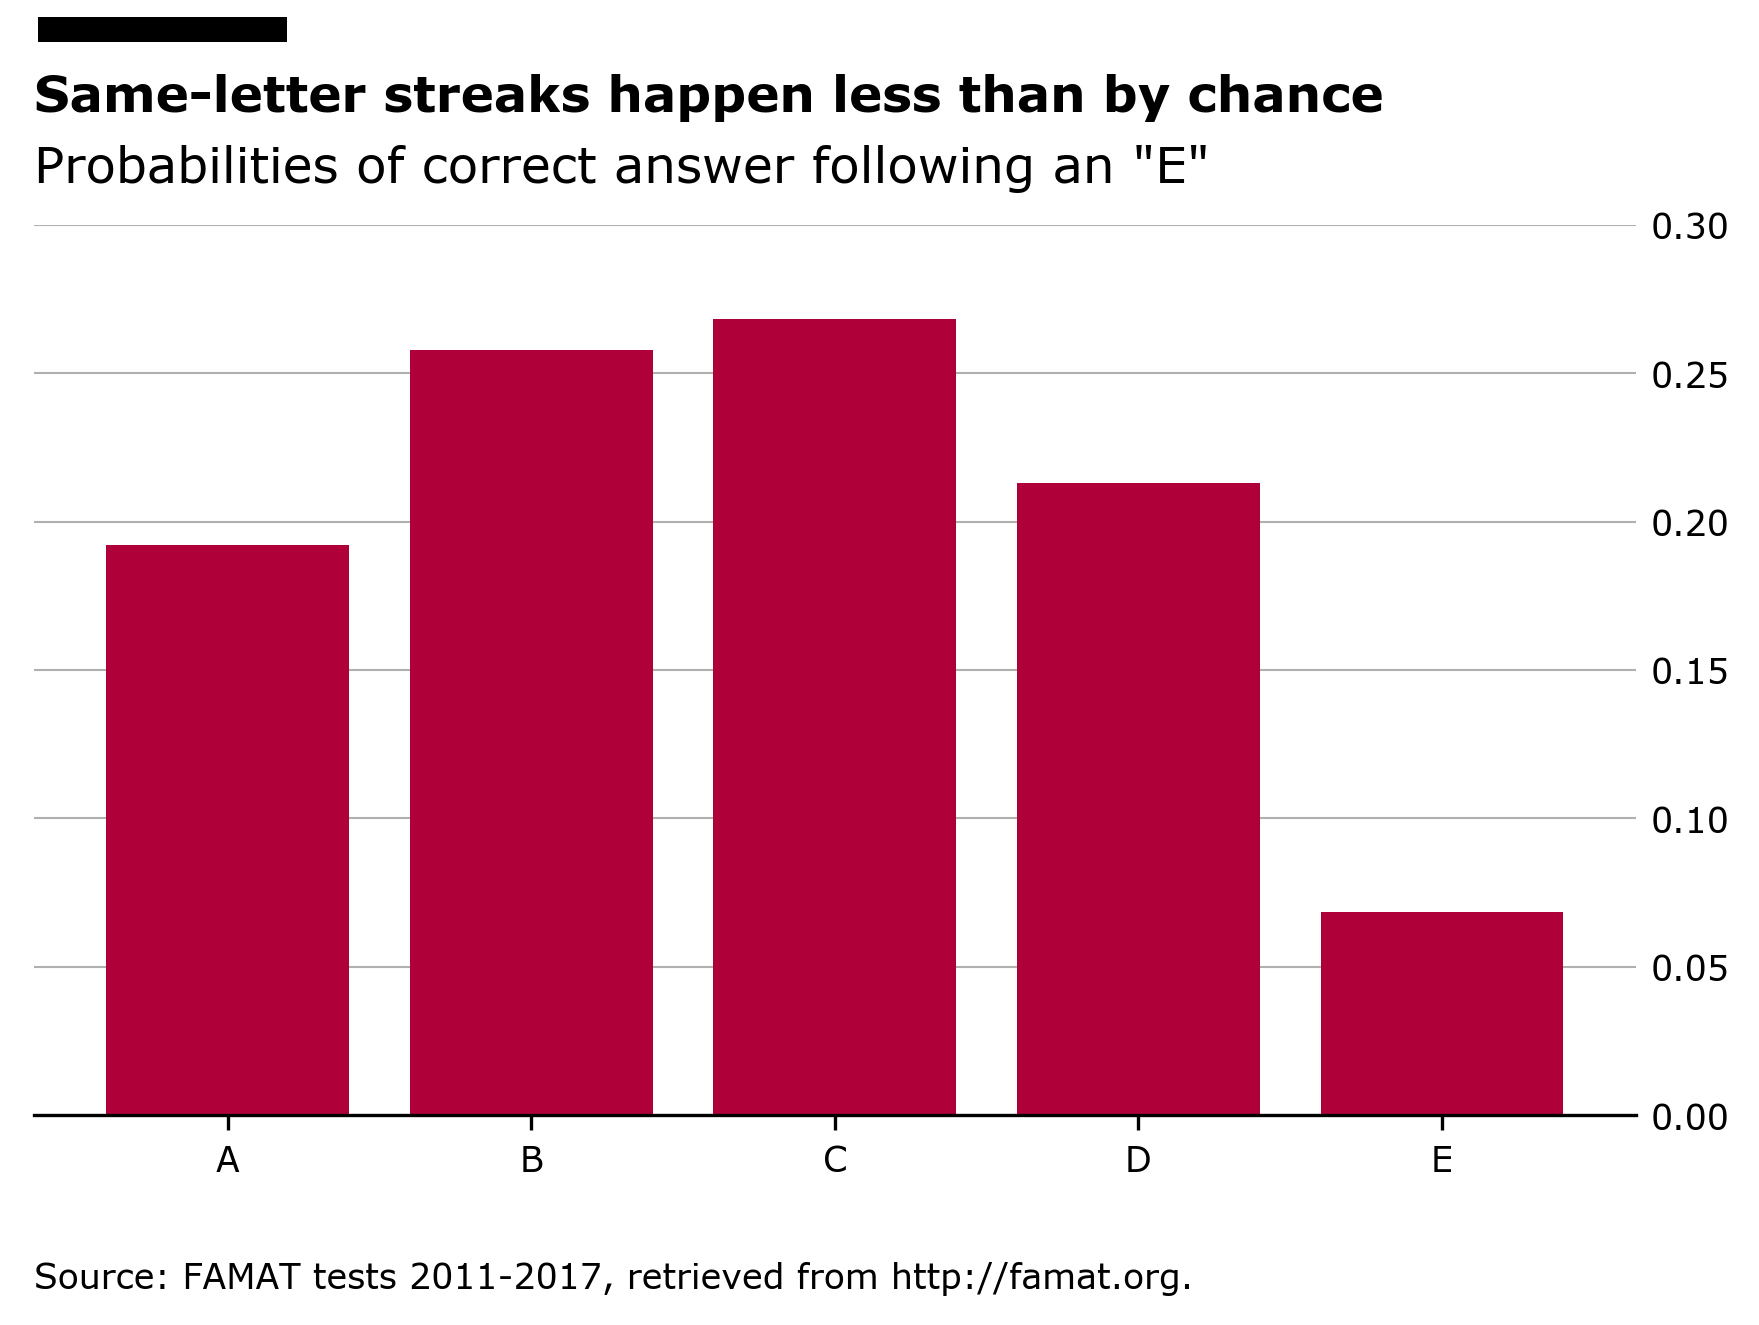 Same-letter streaks happen less than by chance
Probabilities of correct answer following an "E"
0.30
0.25
0.20
0.15
0.10
0.05
0.00
A B C D E
Source: FAMAT tests 2011-2017, retrieved from http://famat.org.